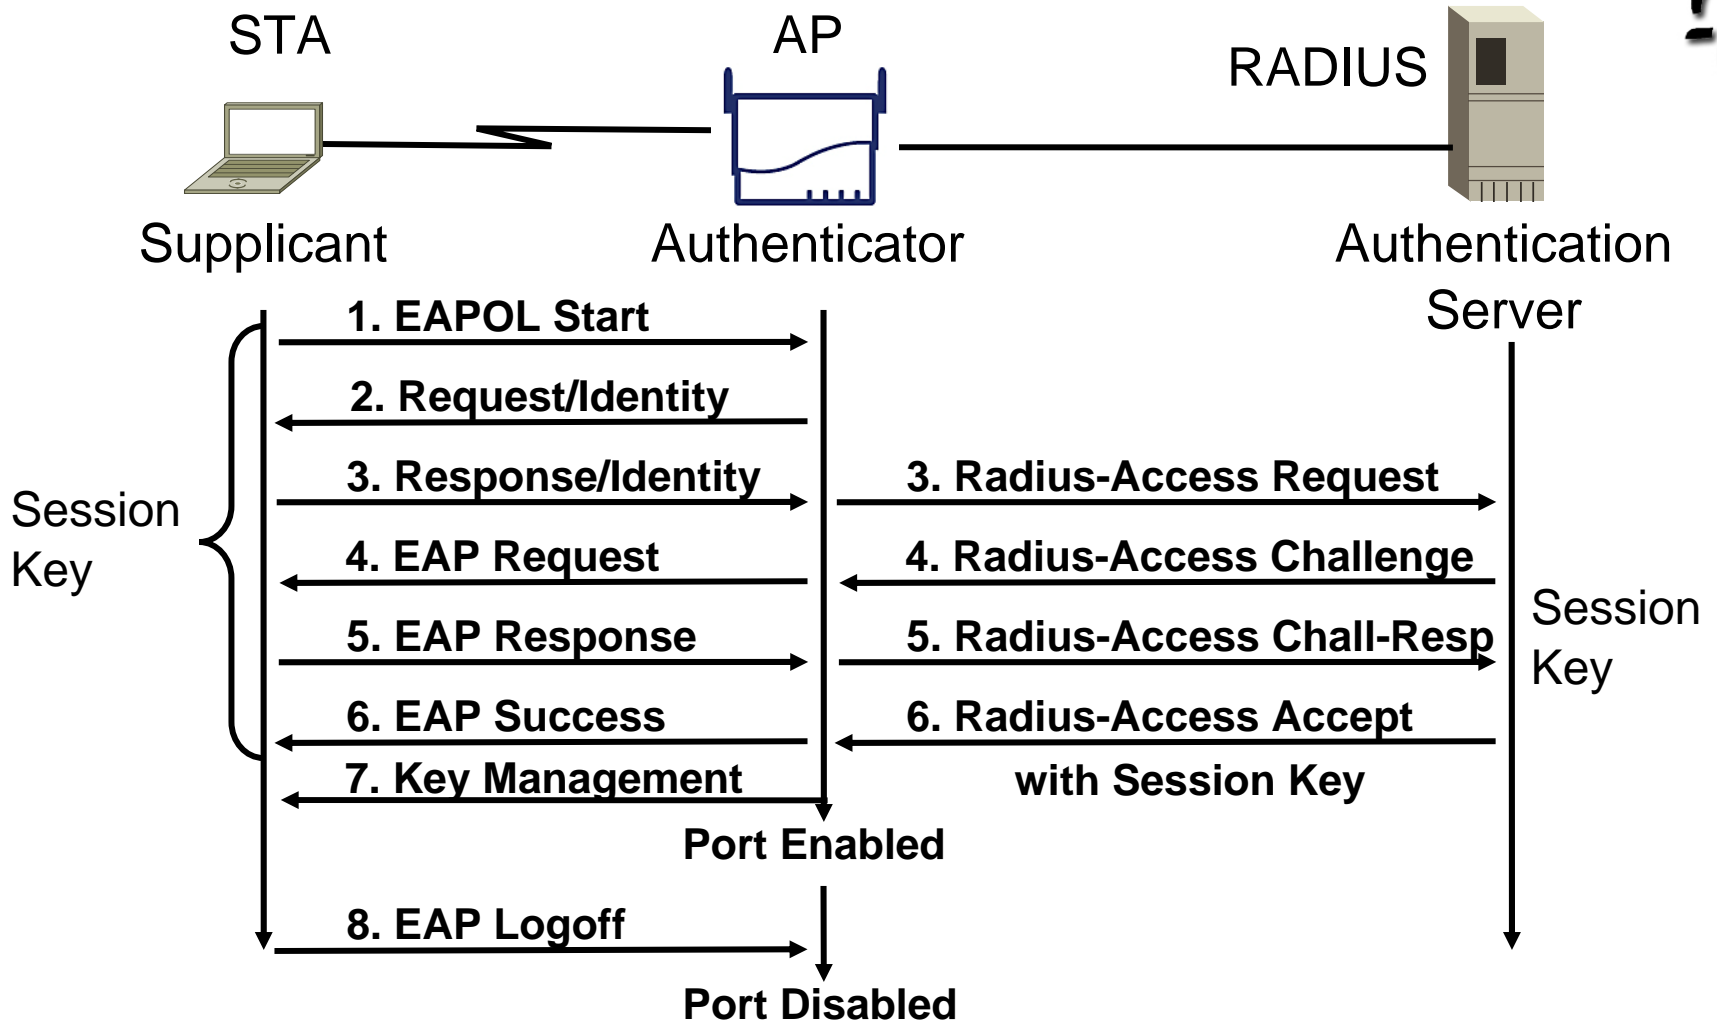 STA
AP
RADIUS
Supplicant
Authenticator
Authentication
Server
1. EAPOL Start
2. Request/Identity
3. Response/Identity
3. Radius-Access Request
Session
Key
4. EAP Request
4. Radius-Access Challenge
5. EAP Response
5. Radius-Access Chall-Resp
Session
Key
6. EAP Success
6. Radius-Access Accept
with Session Key
7. Key Management
Port Enabled
8. EAP Logoff
Port Disabled